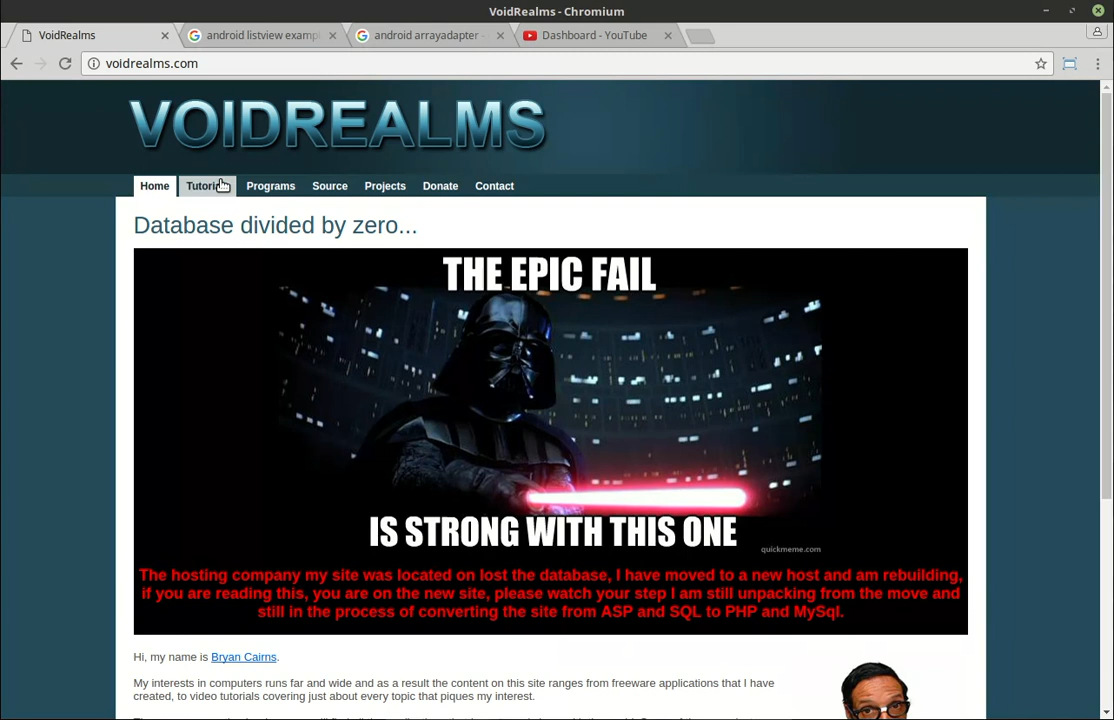 VoidRealms - Chromium
VoidRealms
android listview exampl
android arrayadapter -
Dashboard - YouTube
voidrealms.com
VOIDREALMS
Home
Programs
Source
Projects
Donate
Contact
Database divided by zero...
THE EPIC FAIL
IS STRONG WITH THIS ONE
quickmeme.com
The hosting company my site was located on lost the database, I have moved to a new host and am rebuilding,
if you are reading this, you are on the new site, please watch your step I am still unpacking from the move and
still in the process of converting the site from ASP and SQL to PHP and MySql.
Hi, my name is Bryan Cairns.
My interests in computers runs far and wide and as a result the content on this site ranges from freeware applications that I have
created, to video tutorials covering just about every topic that piques my interest.